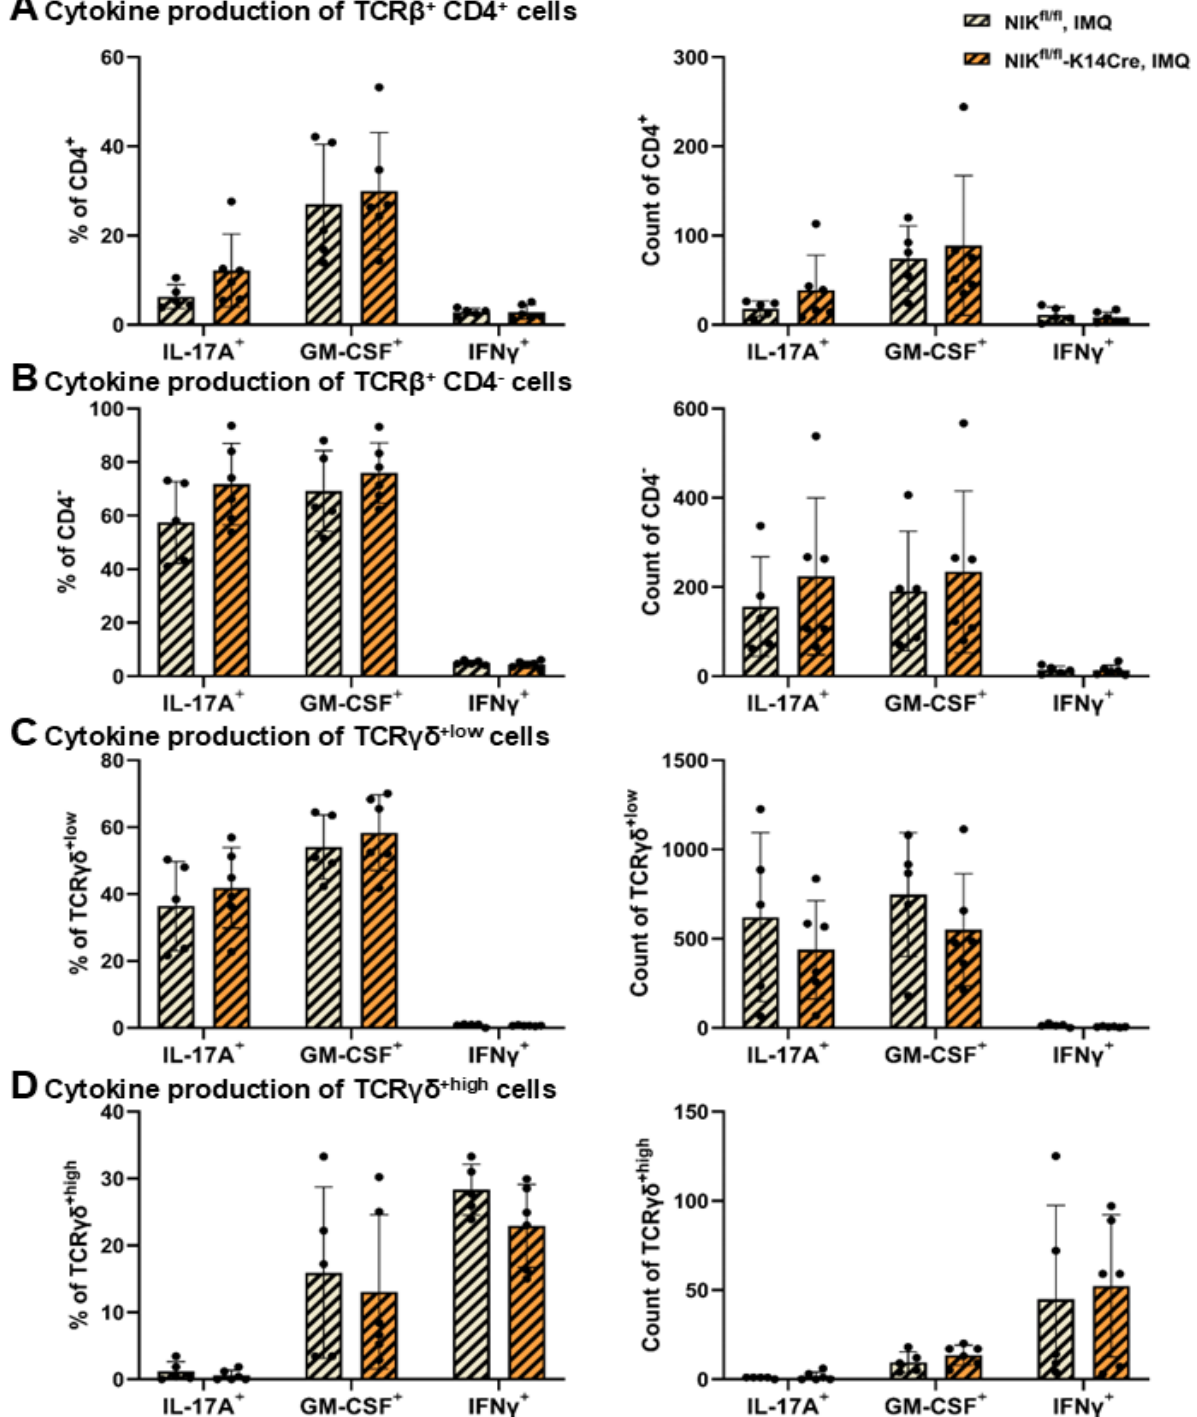 A Cytokine production of TCRβ⁺ CD4⁺ cells
NIKfl/fl, IMQ
NIKfl/fl-K14Cre, IMQ
% of CD4⁺
60
40
20
0
IL-17A⁺ GM-CSF⁺ IFNγ⁺
Count of CD4⁺
300
200
100
0
IL-17A⁺ GM-CSF⁺ IFNγ⁺
B Cytokine production of TCRβ⁺ CD4⁻ cells
% of CD4⁻
100
80
60
40
20
0
IL-17A⁺ GM-CSF⁺ IFNγ⁺
Count of CD4⁻
600
400
200
0
IL-17A⁺ GM-CSF⁺ IFNγ⁺
C Cytokine production of TCRγδ+low cells
% of TCRγδ+low
80
60
40
20
0
IL-17A⁺ GM-CSF⁺ IFNγ⁺
Count of TCRγδ+low
1500
1000
500
0
IL-17A⁺ GM-CSF⁺ IFNγ⁺
D Cytokine production of TCRγδ+high cells
% of TCRγδ+high
40
30
20
10
0
IL-17A⁺ GM-CSF⁺ IFNγ⁺
Count of TCRγδ+high
150
100
50
0
IL-17A⁺ GM-CSF⁺ IFNγ⁺